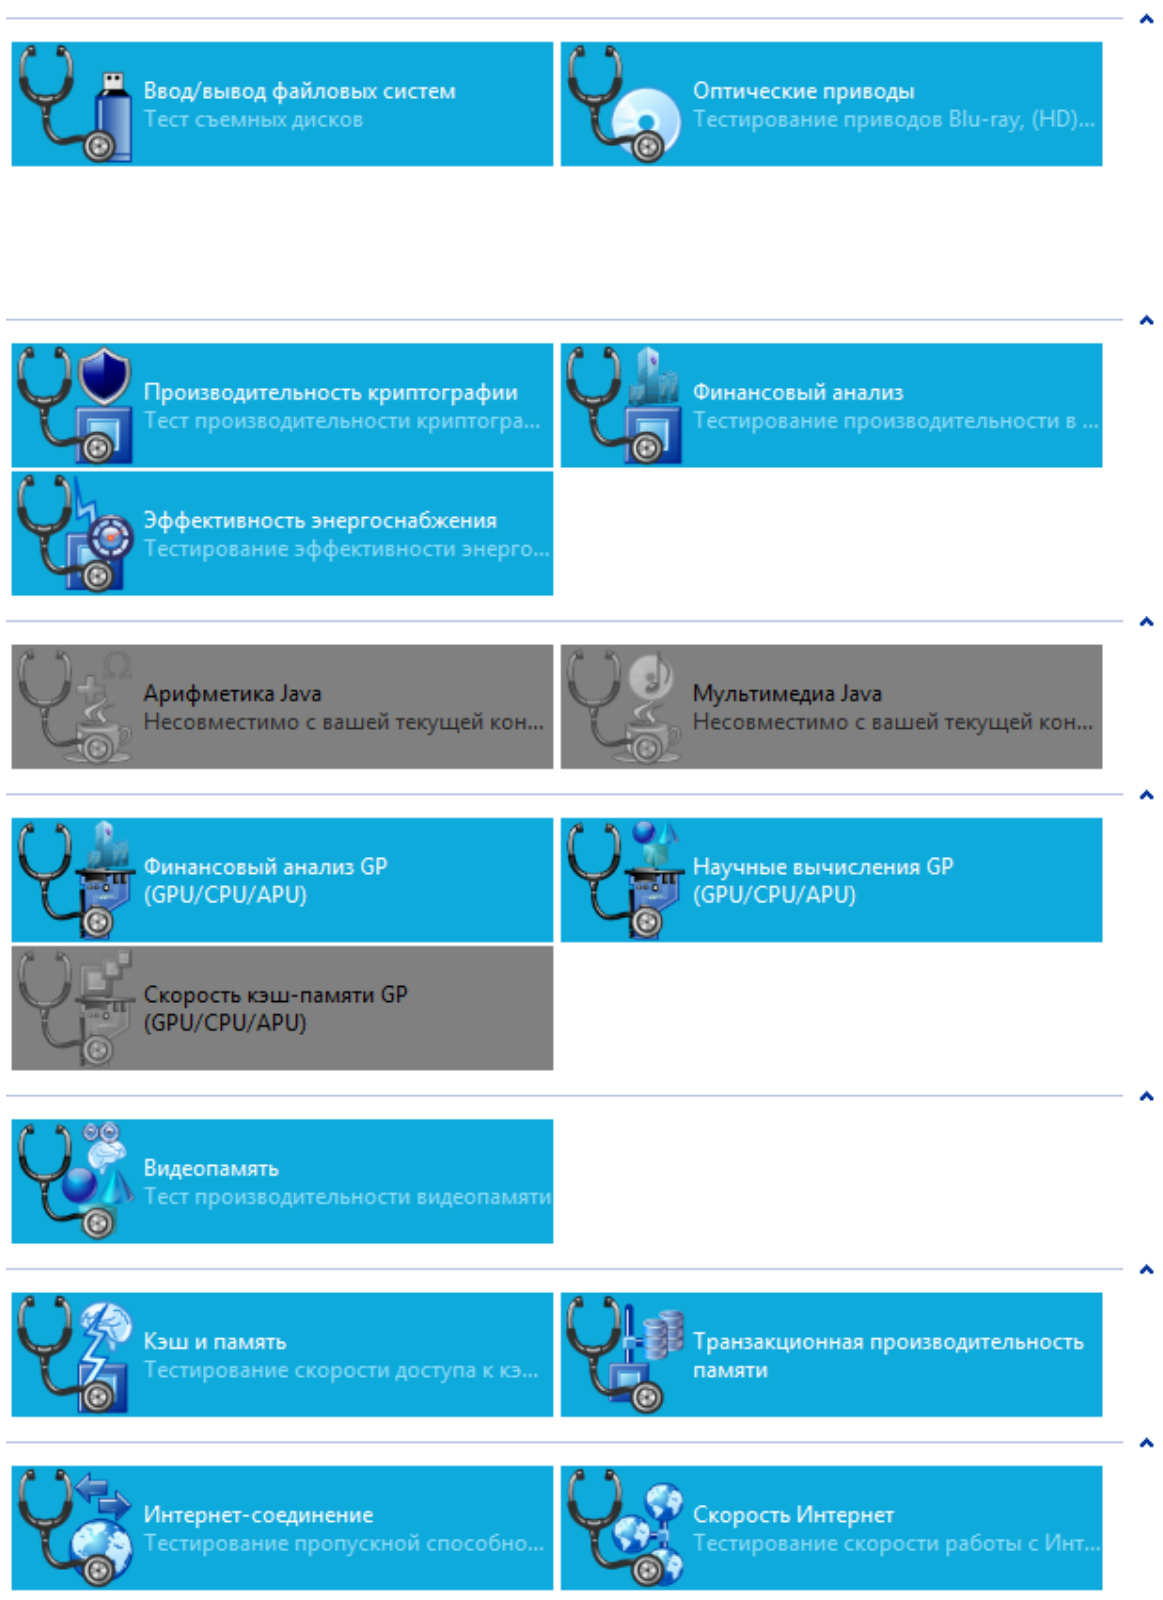 Ввод/вывод файловых систем
Тест съемных дисков
Оптические приводы
Тестирование приводов Blu-ray, (HD)...
Производительность криптографии
Тест производительности криптогра...
Финансовый анализ
Тестирование производительности в ...
Эффективность энергоснабжения
Тестирование эффективности энерго...
Арифметика Java
Несовместимо с вашей текущей кон...
Мультимедиа Java
Несовместимо с вашей текущей кон...
Финансовый анализ GP
(GPU/CPU/APU)
Научные вычисления GP
(GPU/CPU/APU)
Скорость кэш-памяти GP
(GPU/CPU/APU)
Видеопамять
Тест производительности видеопамяти
Кэш и память
Тестирование скорости доступа к кэ...
Транзакционная производительность
памяти
Интернет-соединение
Тестирование пропускной способно...
Скорость Интернет
Тестирование скорости работы с Инт...